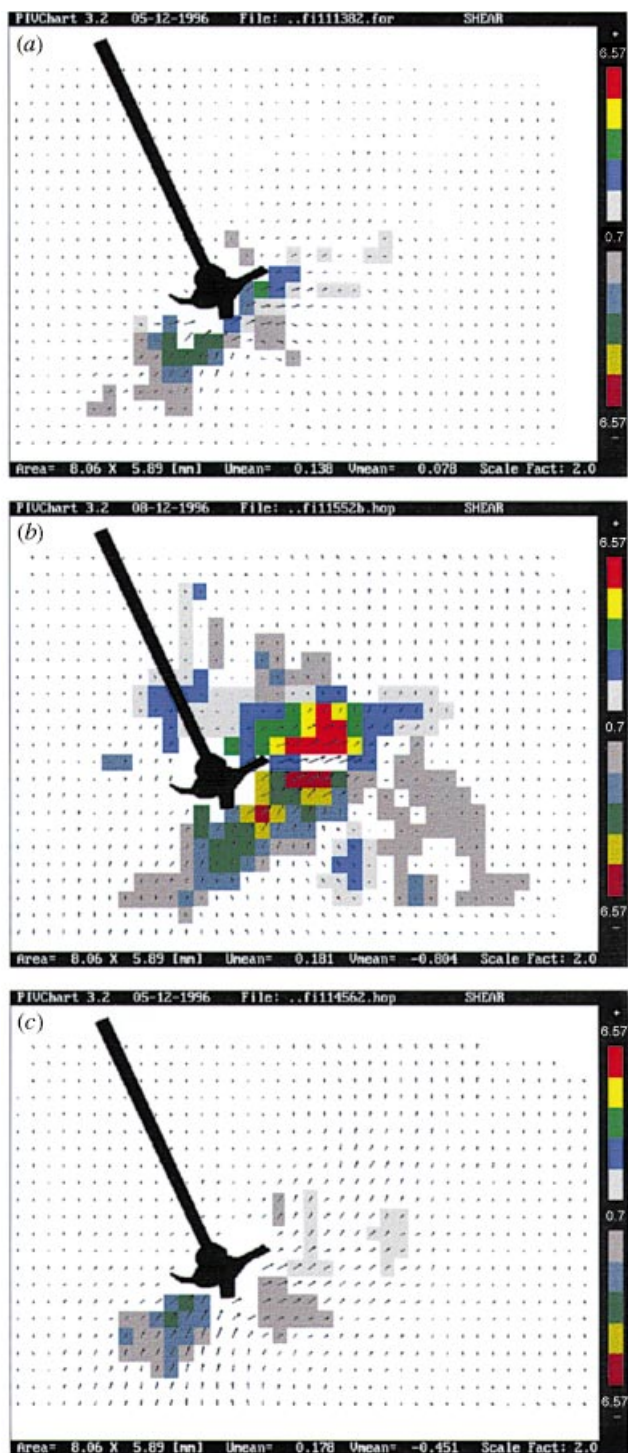 PIVChart 3.2 05-12-1996 File: ..fi111382.for SHEAR
(a)
+
6.57
0.7
6.57
-
Area= 8.06 X 5.89 [mm] Umean= 0.138 Vmean= 0.078 Scale Fact: 2.0
PIVChart 3.2 08-12-1996 File: ..fi11552b.hop SHEAR
(b)
+
6.57
0.7
6.57
-
Area= 8.06 X 5.89 [mm] Umean= 0.181 Vmean= -0.804 Scale Fact: 2.0
PIVChart 3.2 05-12-1996 File: ..fi114562.hop SHEAR
(c)
+
6.57
0.7
6.57
-
Area= 8.06 X 5.89 [mm] Umean= 0.178 Vmean= -0.451 Scale Fact: 2.0